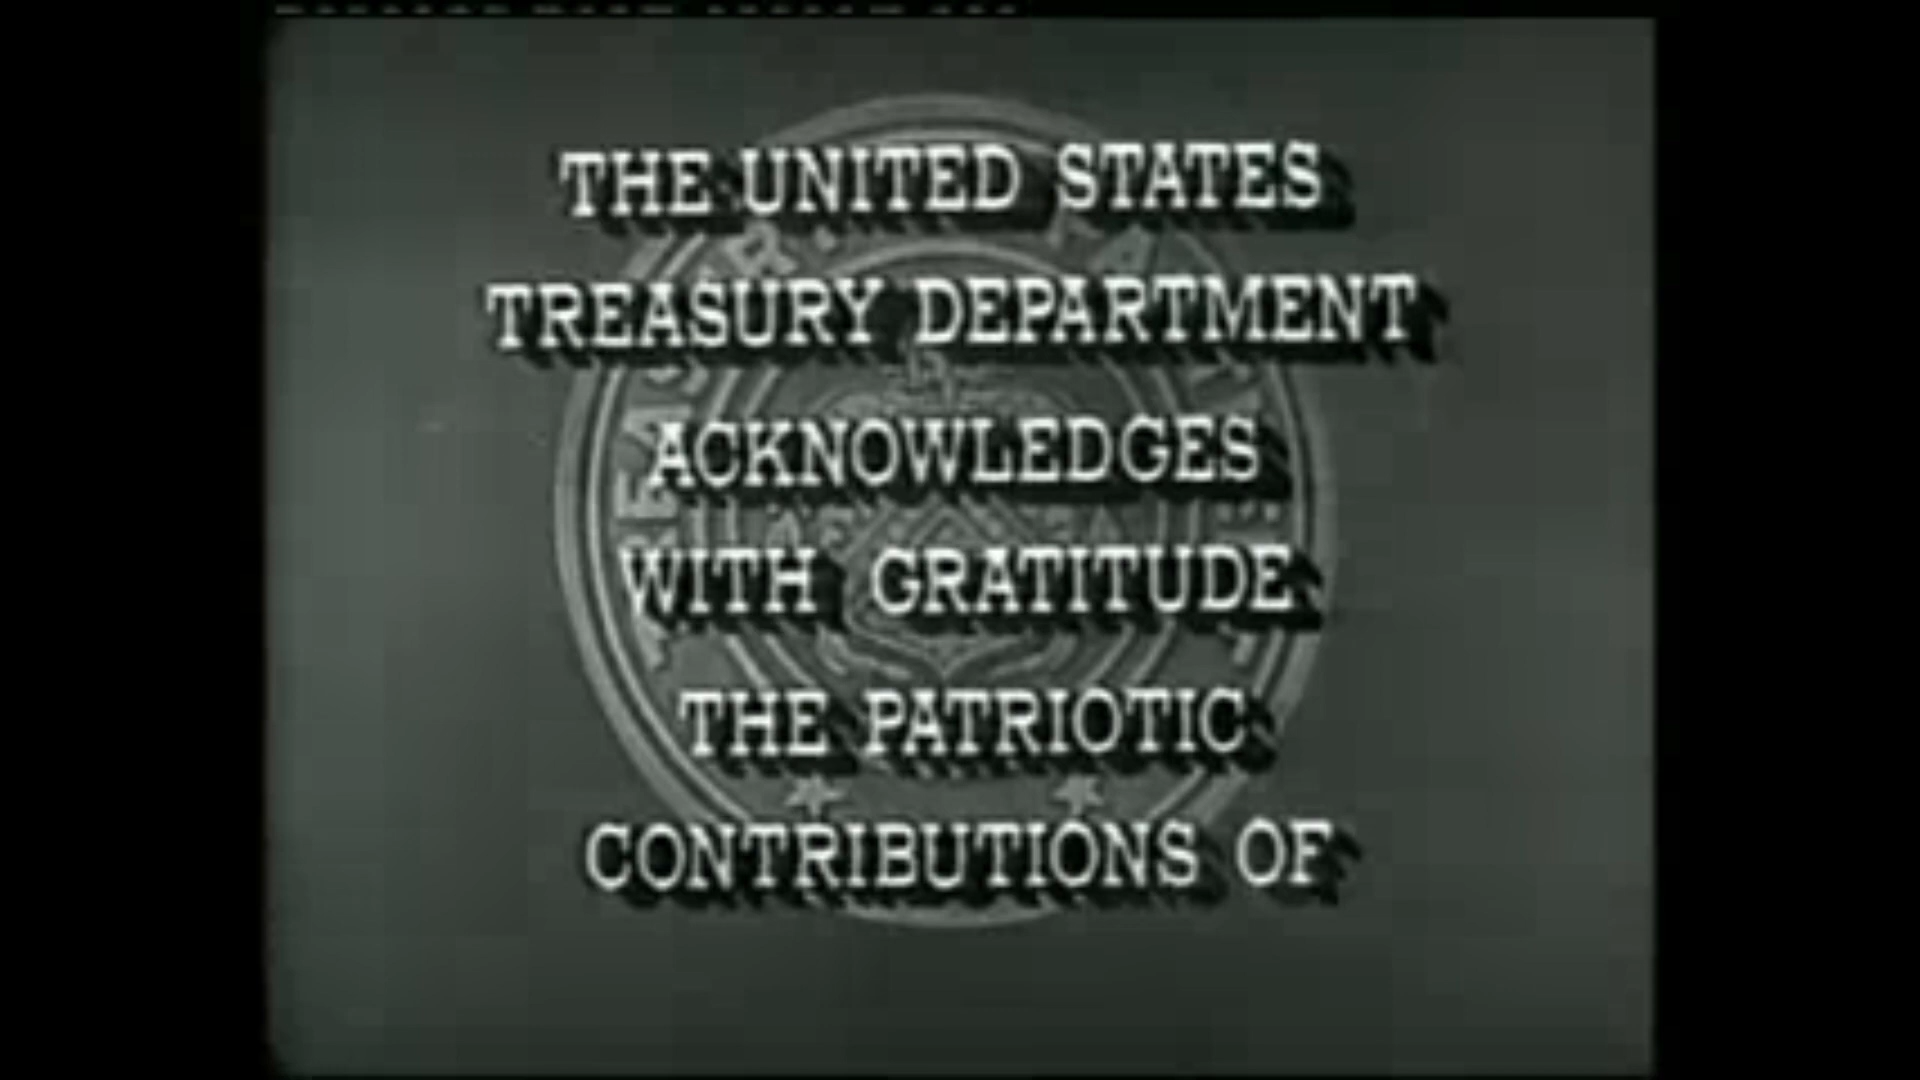 THE UNITED STATES
TREASURY DEPARTMENT
ACKNOWLEDGES
WITH GRATITUDE
THE PATRIOTIC
CONTRIBUTIONS OF